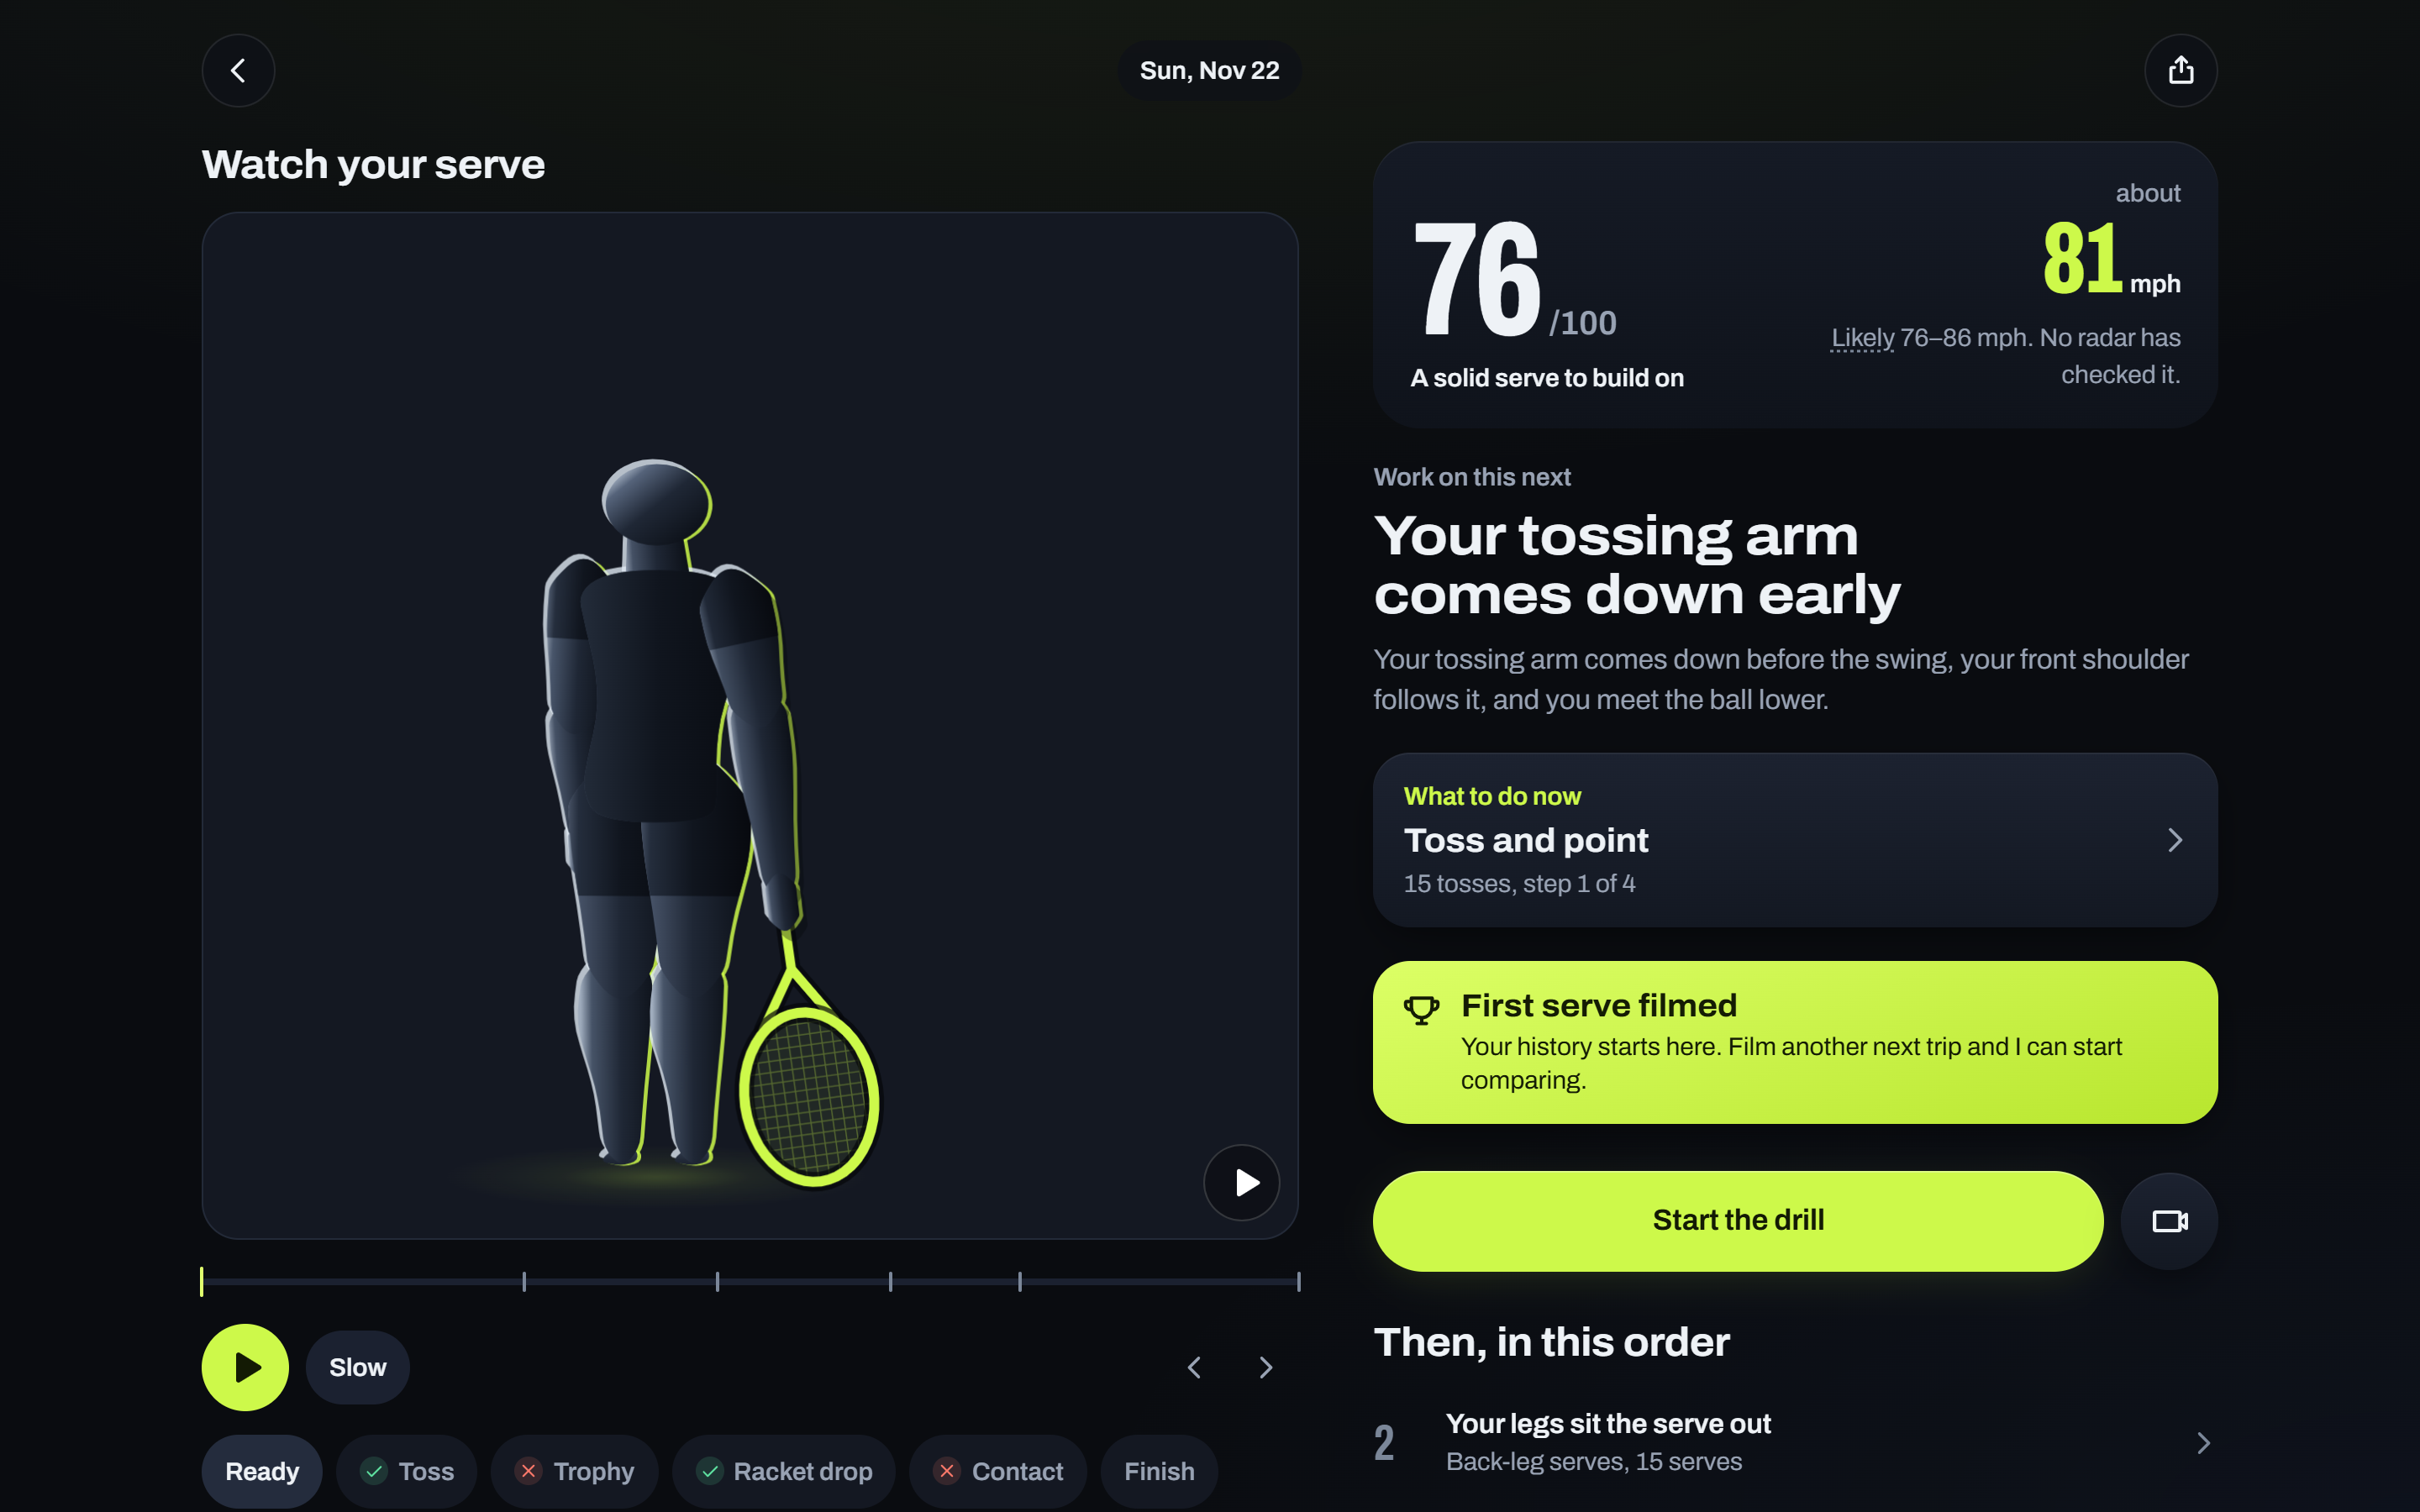 Sun, Nov 22
Watch your serve
about
76 /100
81 mph
A solid serve to build on
Likely 76–86 mph. No radar has
checked it.
Work on this next
Your tossing arm
comes down early
Your tossing arm comes down before the swing, your front shoulder
follows it, and you meet the ball lower.
What to do now
Toss and point
15 tosses, step 1 of 4
First serve filmed
Your history starts here. Film another next trip and I can start
comparing.
Start the drill
Slow
Ready
Toss
Trophy
Racket drop
Contact
Finish
Then, in this order
2
Your legs sit the serve out
Back-leg serves, 15 serves